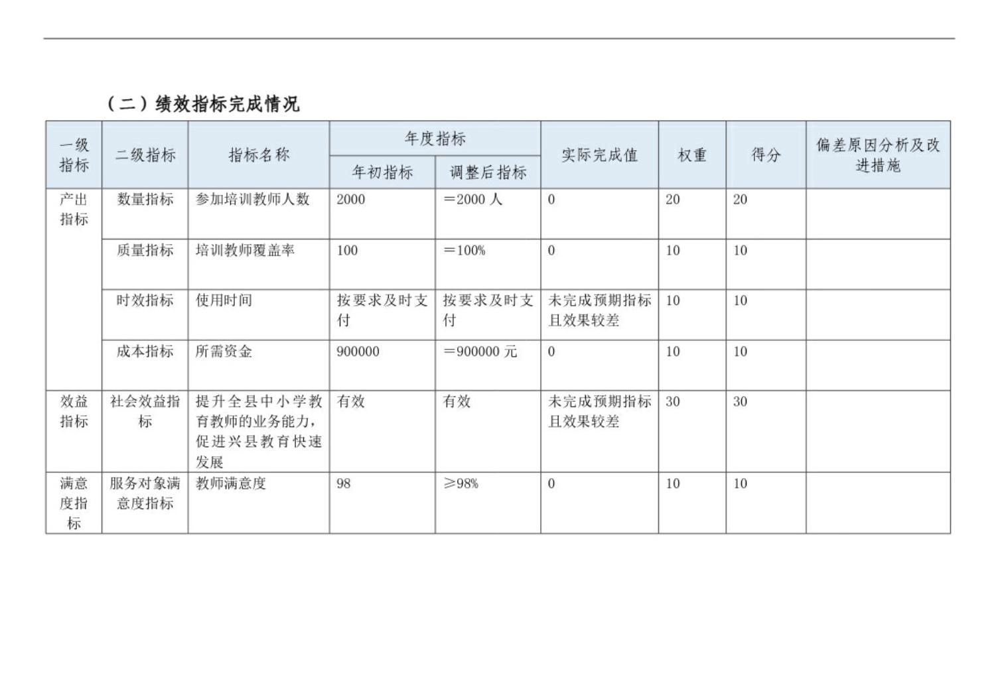 （二）绩效指标完成情况
一级
指标
二级指标
指标名称
年度指标
年初指标
调整后指标
实际完成值
权重
得分
偏差原因分析及改
进措施
产出
指标
数量指标
参加培训教师人数
2000
＝2000 人
0
20
20
质量指标
培训教师覆盖率
100
＝100%
0
10
10
时效指标
使用时间
按要求及时支
付
按要求及时支
付
未完成预期指标
且效果较差
10
10
成本指标
所需资金
900000
＝900000 元
0
10
10
效益
指标
社会效益指
标
提升全县中小学教
育教师的业务能力，
促进兴县教育快速
发展
有效
有效
未完成预期指标
且效果较差
30
30
满意
度指
标
服务对象满
意度指标
教师满意度
98
≥98%
0
10
10